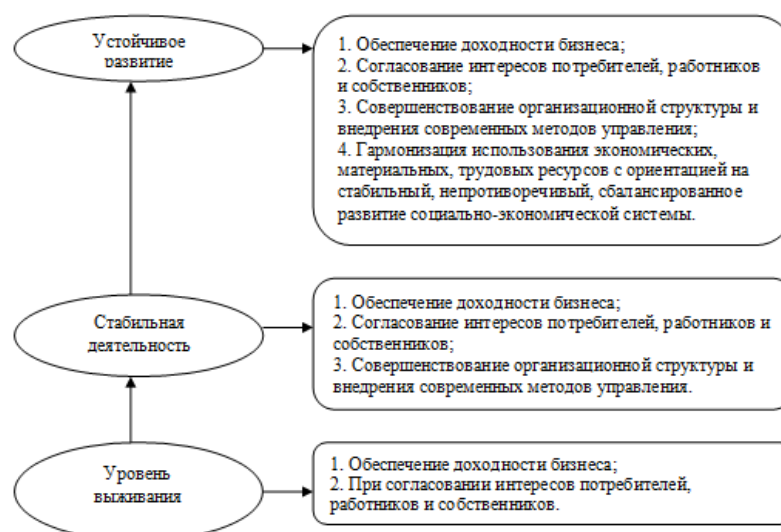 Устойчивое
развитие
1. Обеспечение доходности бизнеса;
2. Согласование интересов потребителей, работников
и собственников;
3. Совершенствование организационной структуры и
внедрения современных методов управления;
4. Гармонизация использования экономических,
материальных, трудовых ресурсов с ориентацией на
стабильный, непротиворечивый, сбалансированное
развитие социально-экономической системы.
Стабильная
деятельность
1. Обеспечение доходности бизнеса;
2. Согласование интересов потребителей, работников и
собственников;
3. Совершенствование организационной структуры и
внедрения современных методов управления.
Уровень
выживания
1. Обеспечение доходности бизнеса;
2. При согласовании интересов потребителей,
работников и собственников.